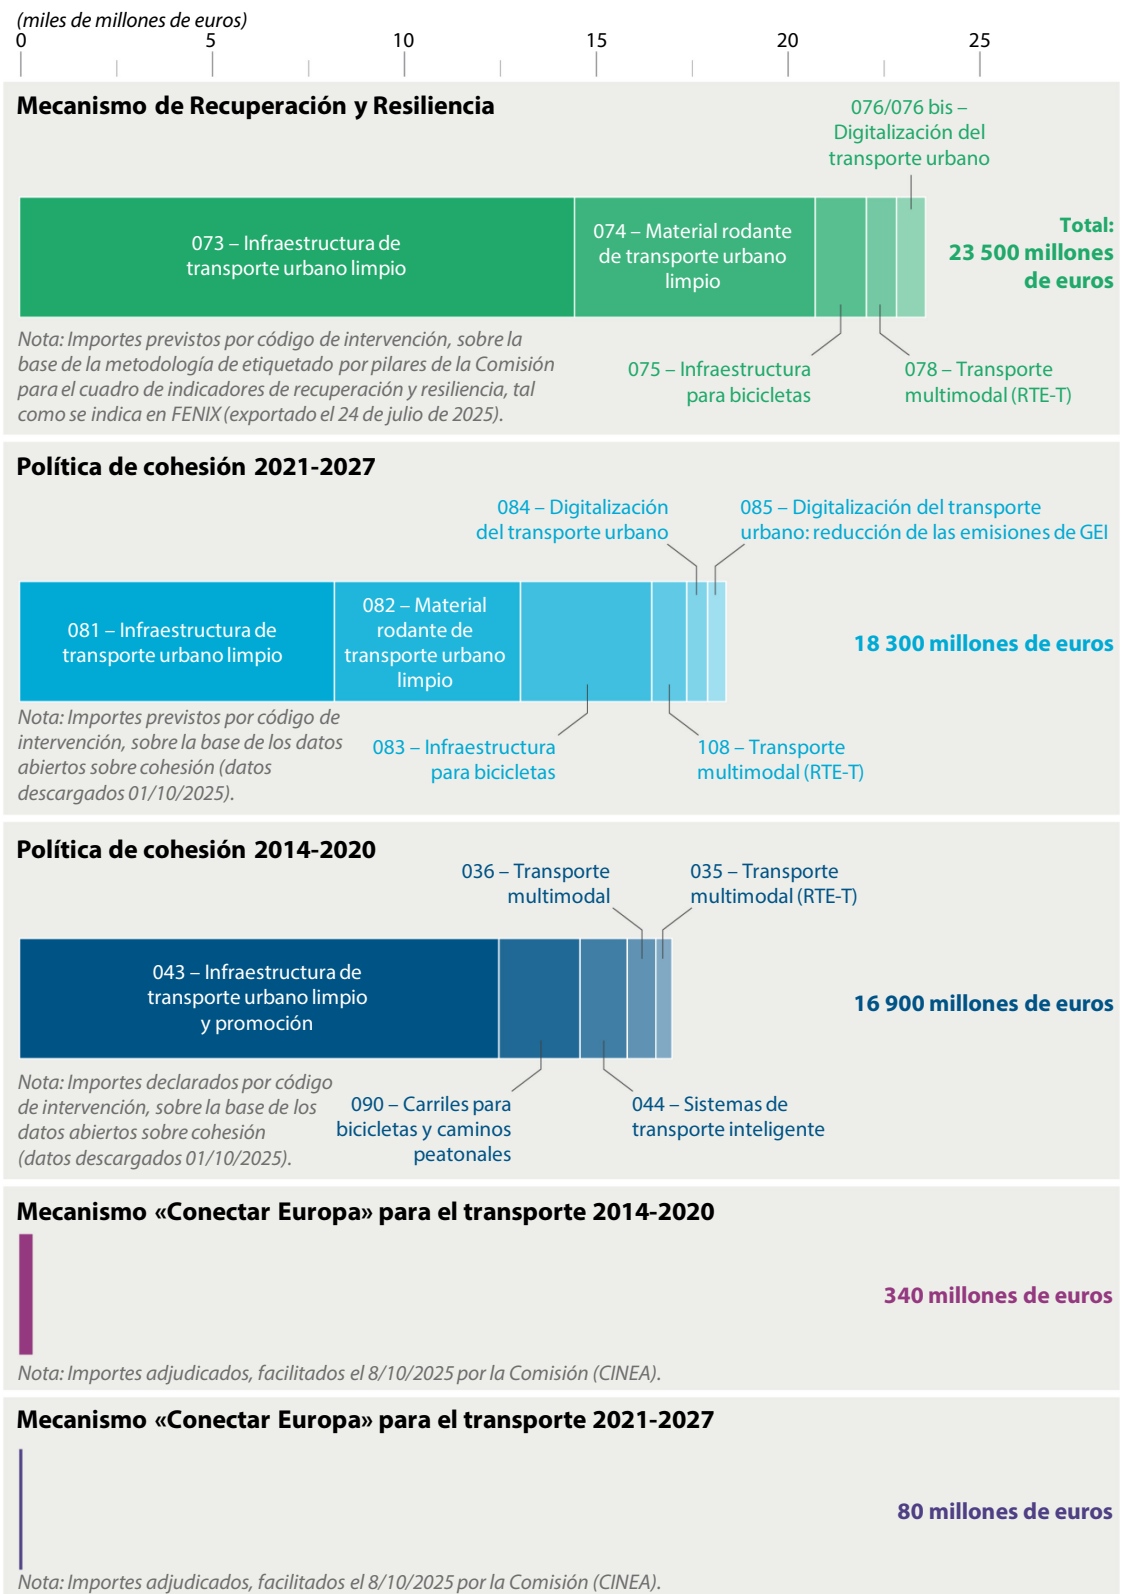 (miles de millones de euros)
0 5 10 15 20 25
Mecanismo de Recuperación y Resiliencia
076/076 bis –
Digitalización del
transporte urbano
073 – Infraestructura de
transporte urbano limpio
074 – Material rodante
de transporte urbano
limpio
Total:
23 500 millones
de euros
Nota: Importes previstos por código de intervención, sobre la
base de la metodología de etiquetado por pilares de la Comisión
para el cuadro de indicadores de recuperación y resiliencia, tal
como se indica en FENIX (exportado el 24 de julio de 2025).
075 – Infraestructura
para bicicletas
078 – Transporte
multimodal (RTE-T)
Política de cohesión 2021-2027
084 – Digitalización
del transporte urbano
085 – Digitalización del transporte
urbano: reducción de las emisiones de GEI
081 – Infraestructura de
transporte urbano limpio
082 – Material
rodante de
transporte urbano
limpio
18 300 millones de euros
Nota: Importes previstos por código de
intervención, sobre la base de los datos
abiertos sobre cohesión (datos
descargados 01/10/2025).
083 – Infraestructura
para bicicletas
108 – Transporte
multimodal (RTE-T)
Política de cohesión 2014-2020
036 – Transporte
multimodal
035 – Transporte
multimodal (RTE-T)
043 – Infraestructura de
transporte urbano limpio
y promoción
16 900 millones de euros
Nota: Importes declarados por código
de intervención, sobre la base de los
datos abiertos sobre cohesión
(datos descargados 01/10/2025).
090 – Carriles para
bicicletas y caminos
peatonales
044 – Sistemas de
transporte inteligente
Mecanismo «Conectar Europa» para el transporte 2014-2020
340 millones de euros
Nota: Importes adjudicados, facilitados el 8/10/2025 por la Comisión (CINEA).
Mecanismo «Conectar Europa» para el transporte 2021-2027
80 millones de euros
Nota: Importes adjudicados, facilitados el 8/10/2025 por la Comisión (CINEA).